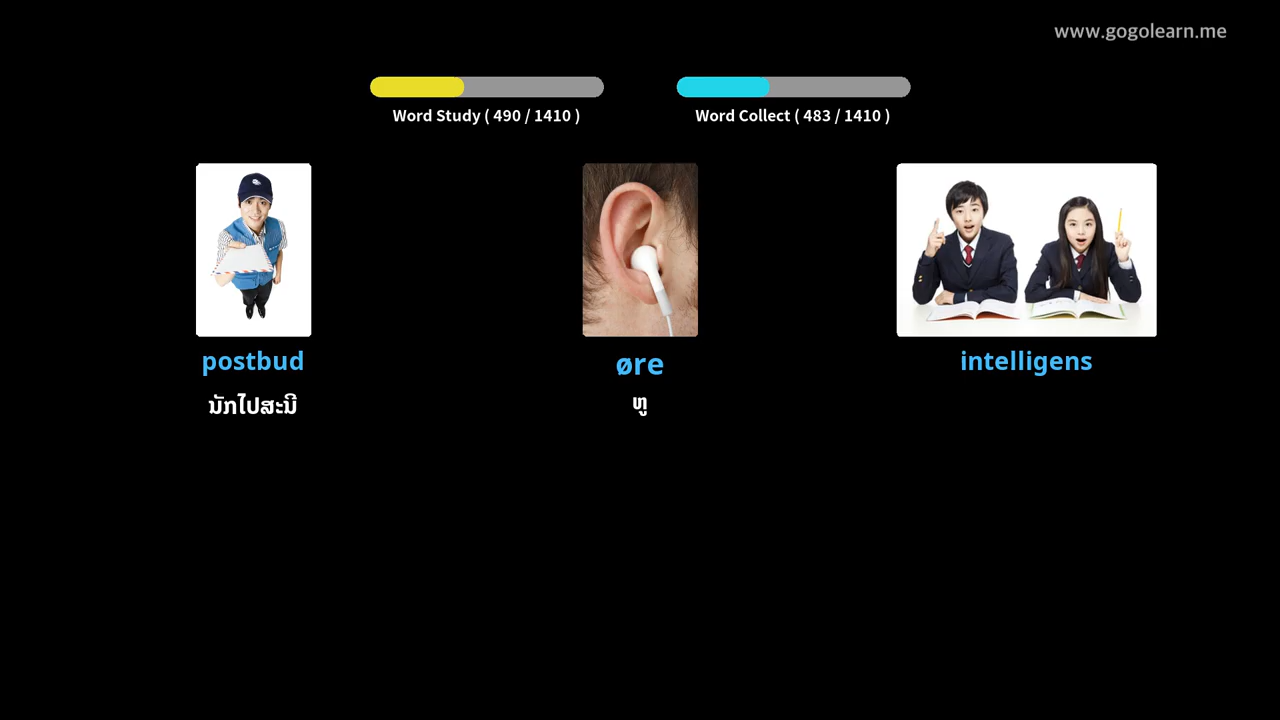 www.gogolearn.me
Word Study ( 490 / 1410 )
Word Collect ( 483 / 1410 )
postbud
øre
intelligens
ນັກໄປສະນີ
ຫູ